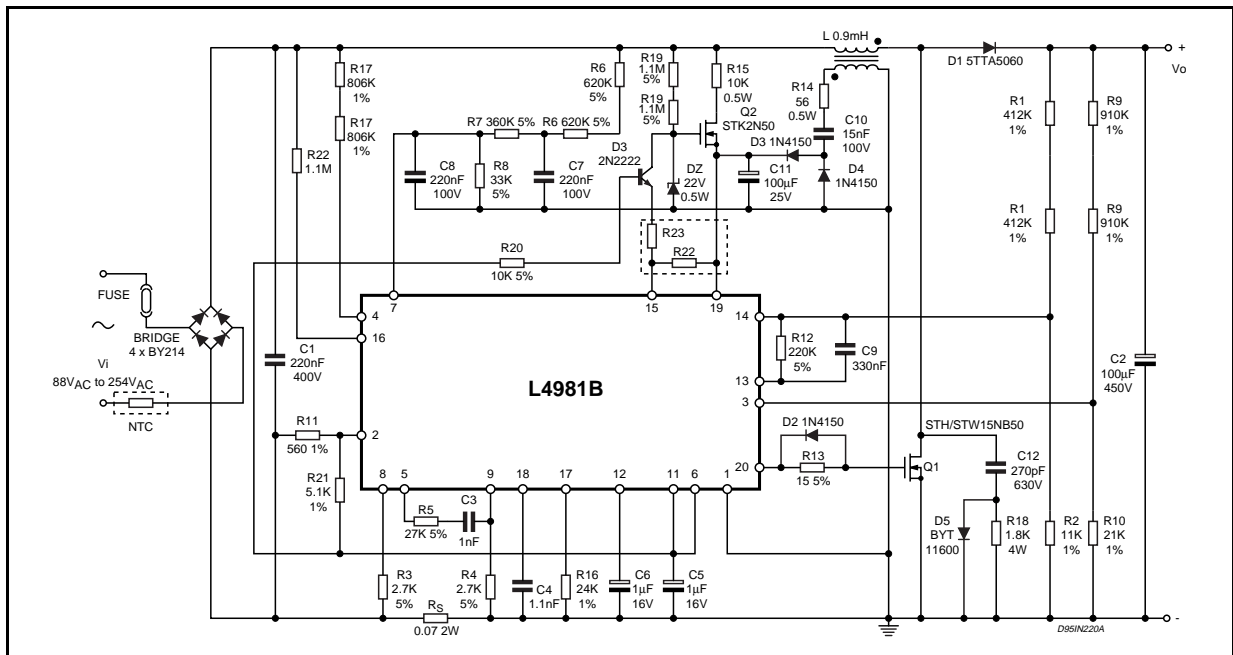 L 0.9mH
D1 5TTA5060
+
Vo
R17
806K
1%
R17
806K
1%
R22
1.1M
R6
620K
5%
R19
1.1M
5%
R19
1.1M
5%
R15
10K
0.5W
R14
56
0.5W
Q2
STK2N50
C10
15nF
100V
R1
412K
1%
R9
910K
1%
R7 360K 5%
R6 620K 5%
D3
2N2222
D3 1N4150
C8
220nF
100V
R8
33K
5%
C7
220nF
100V
DZ
22V
0.5W
C11
100µF
25V
D4
1N4150
R1
412K
1%
R9
910K
1%
R23
R22
R20
10K 5%
FUSE
BRIDGE
4 x BY214
Vi
88VAC to 254VAC
NTC
C1
220nF
400V
7
15
19
4
16
14
13
3
2
20
L4981B
R12
220K
5%
C9
330nF
C2
100µF
450V
R11
560 1%
R21
5.1K
1%
D2 1N4150
R13
15 5%
STH/STW15NB50
Q1
C12
270pF
630V
8
5
9
18
17
12
11
6
1
R5
27K 5%
C3
1nF
D5
BYT
11600
R18
1.8K
4W
R2
11K
1%
R10
21K
1%
R3
2.7K
5%
R4
2.7K
5%
C4
1.1nF
R16
24K
1%
C6
1µF
16V
C5
1µF
16V
RS
0.07 2W
D95IN220A
-